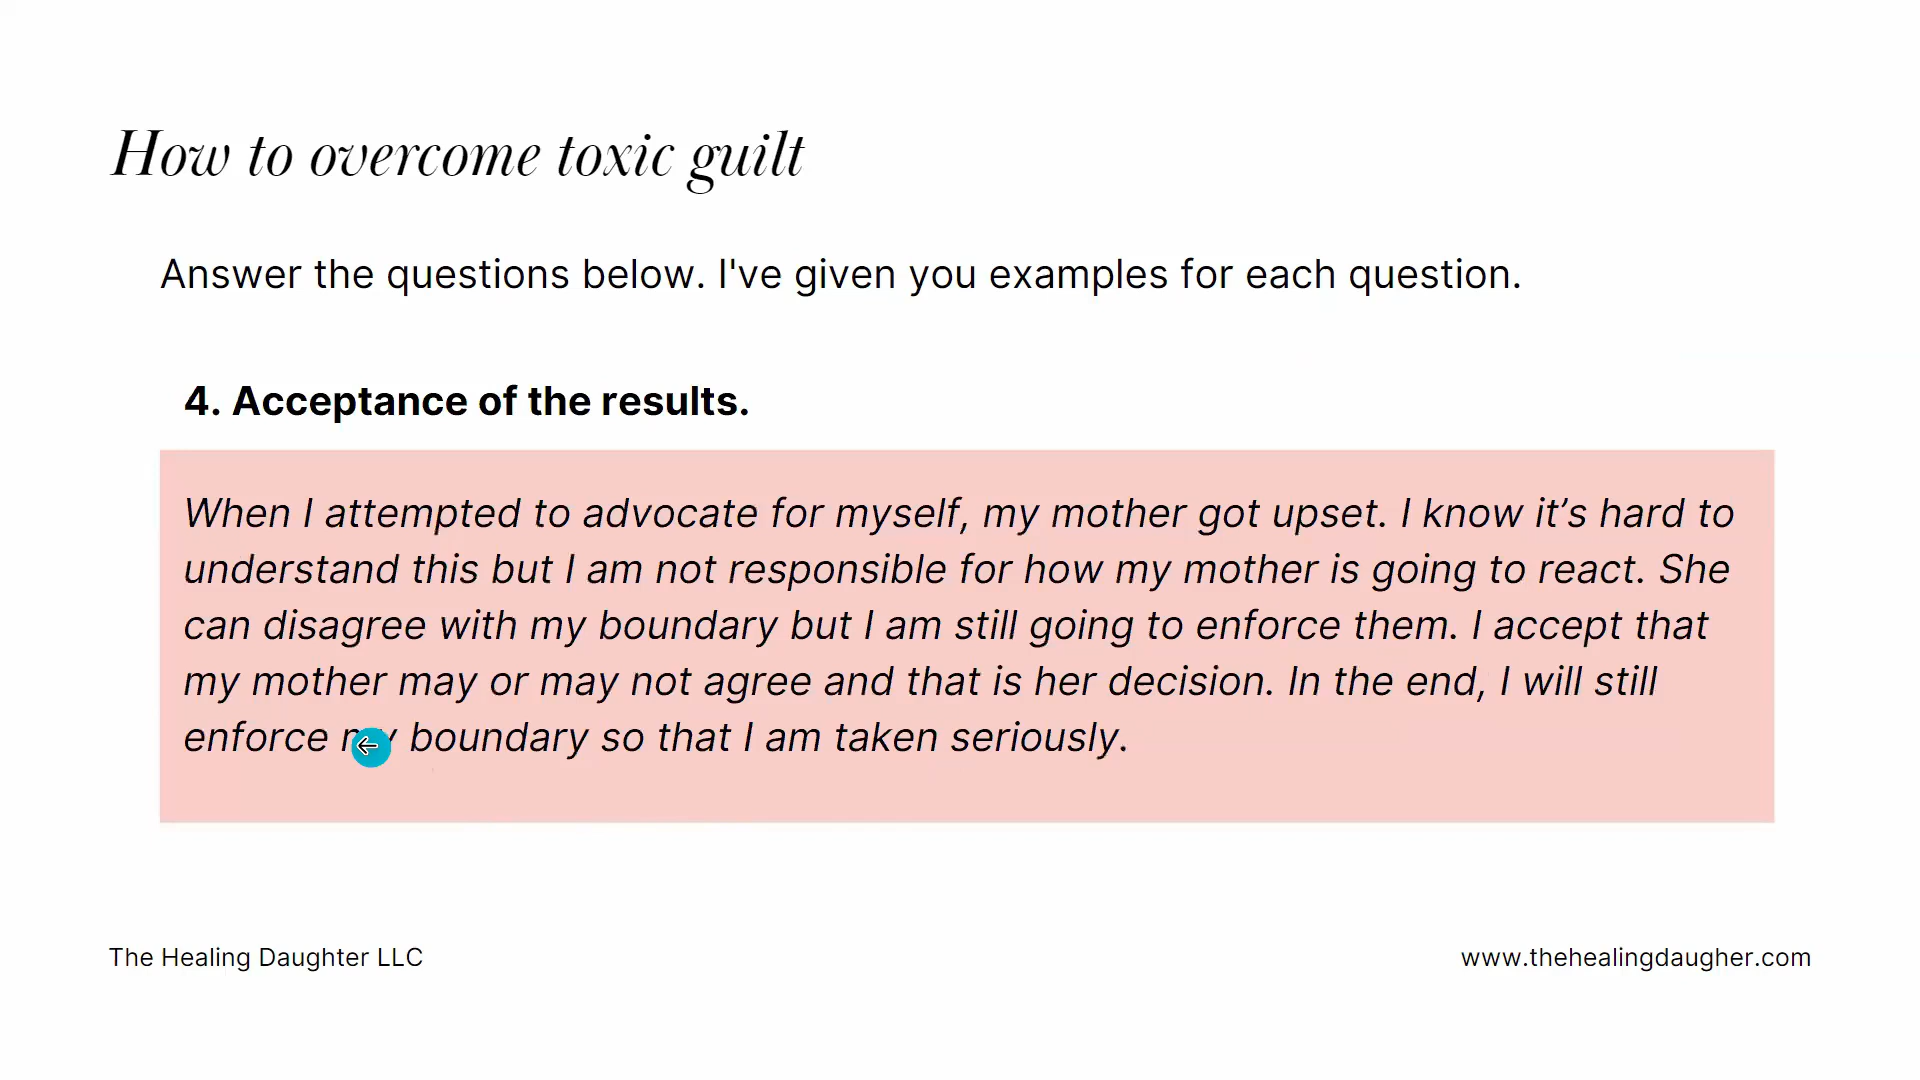 How to overcome toxic guilt
Answer the questions below. I've given you examples for each question.
4. Acceptance of the results.
When I attempted to advocate for myself, my mother got upset. I know it’s hard to
understand this but I am not responsible for how my mother is going to react. She
can disagree with my boundary but I am still going to enforce them. I accept that
my mother may or may not agree and that is her decision. In the end, I will still
enforce my boundary so that I am taken seriously.
The Healing Daughter LLC
www.thehealingdaugher.com